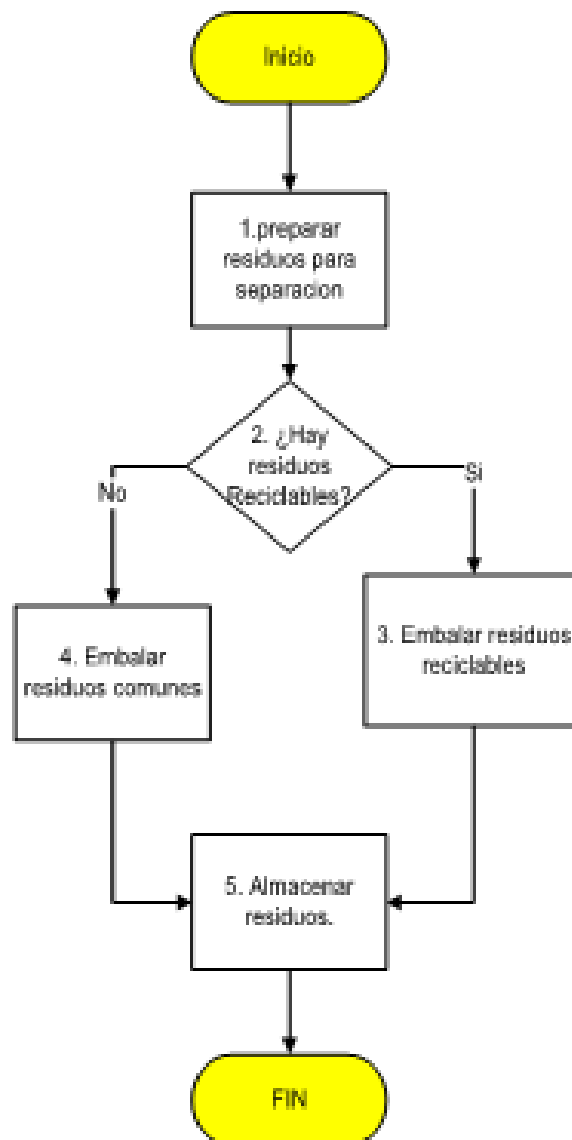 Inicio
1.preparar
residuos para
separacion
2. ¿Hay
residuos
Reciclables?
No
Si
4. Embalar
residuos comunes
3. Embalar residuos
reciclables
5. Almacenar
residuos.
FIN